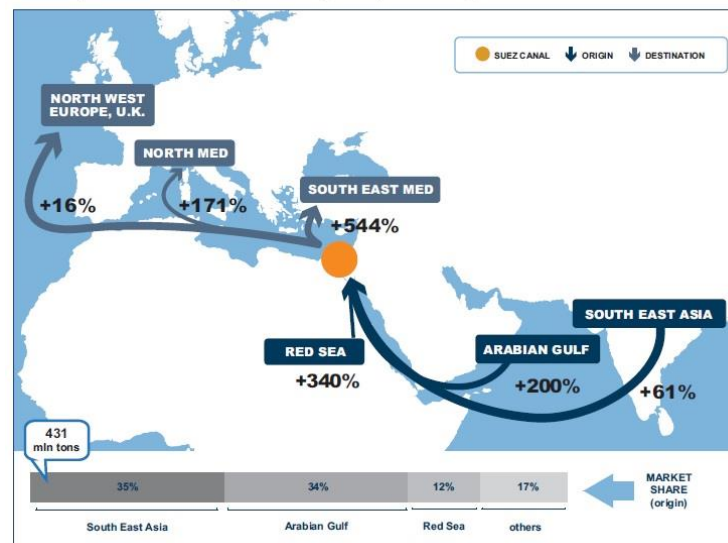 SUEZ CANAL
ORIGIN
DESTINATION
NORTH WEST
EUROPE, U.K.
NORTH MED
SOUTH EAST MED
+16%
+171%
+544%
SOUTH EAST ASIA
RED SEA
ARABIAN GULF
+340%
+200%
+61%
431
mln tons
35%
34%
12%
17%
MARKET
SHARE
(origin)
South East Asia
Arabian Gulf
Red Sea
others